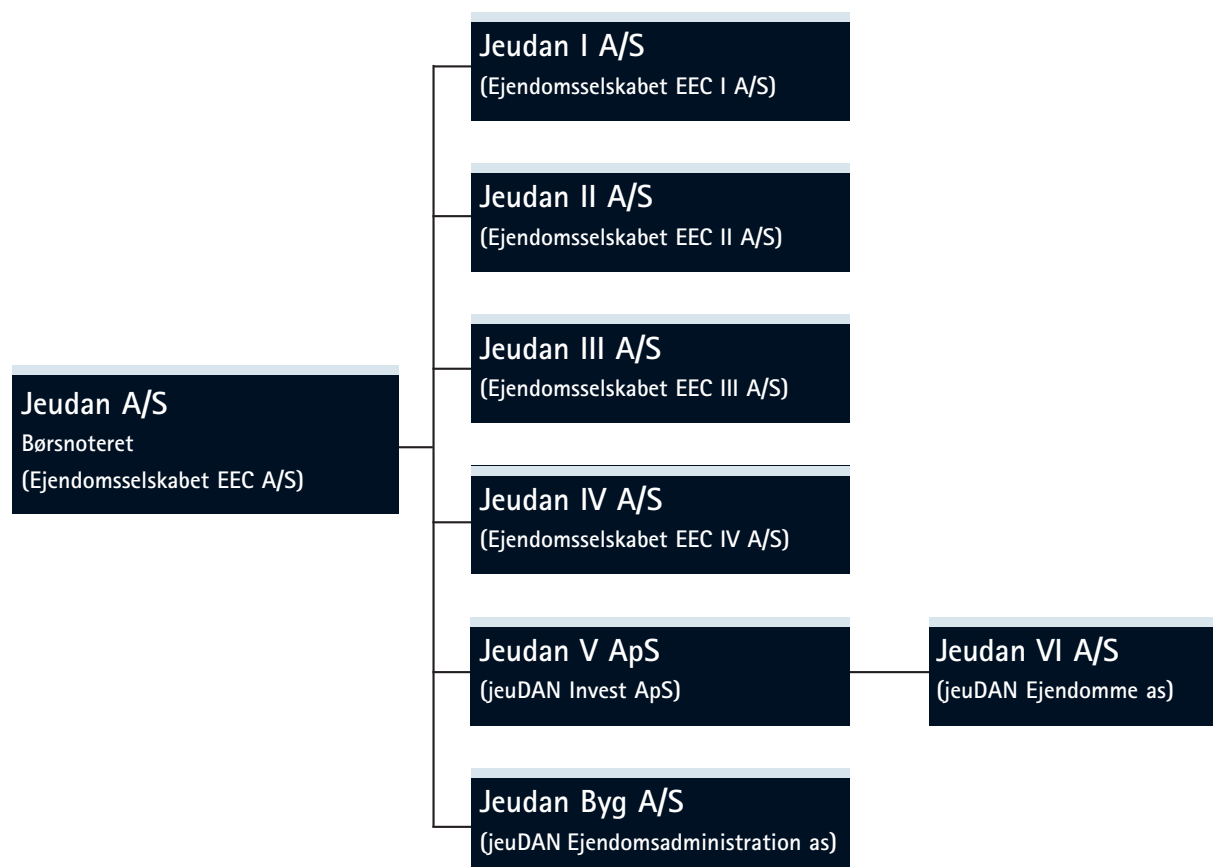 Jeudan I A/S
(Ejendomsselskabet EEC I A/S)
Jeudan II A/S
(Ejendomsselskabet EEC II A/S)
Jeudan III A/S
(Ejendomsselskabet EEC III A/S)
Jeudan A/S
Børsnoteret
(Ejendomsselskabet EEC A/S)
Jeudan IV A/S
(Ejendomsselskabet EEC IV A/S)
Jeudan V ApS
(jeuDAN Invest ApS)
Jeudan VI A/S
(jeuDAN Ejendomme as)
Jeudan Byg A/S
(jeuDAN Ejendomsadministration as)